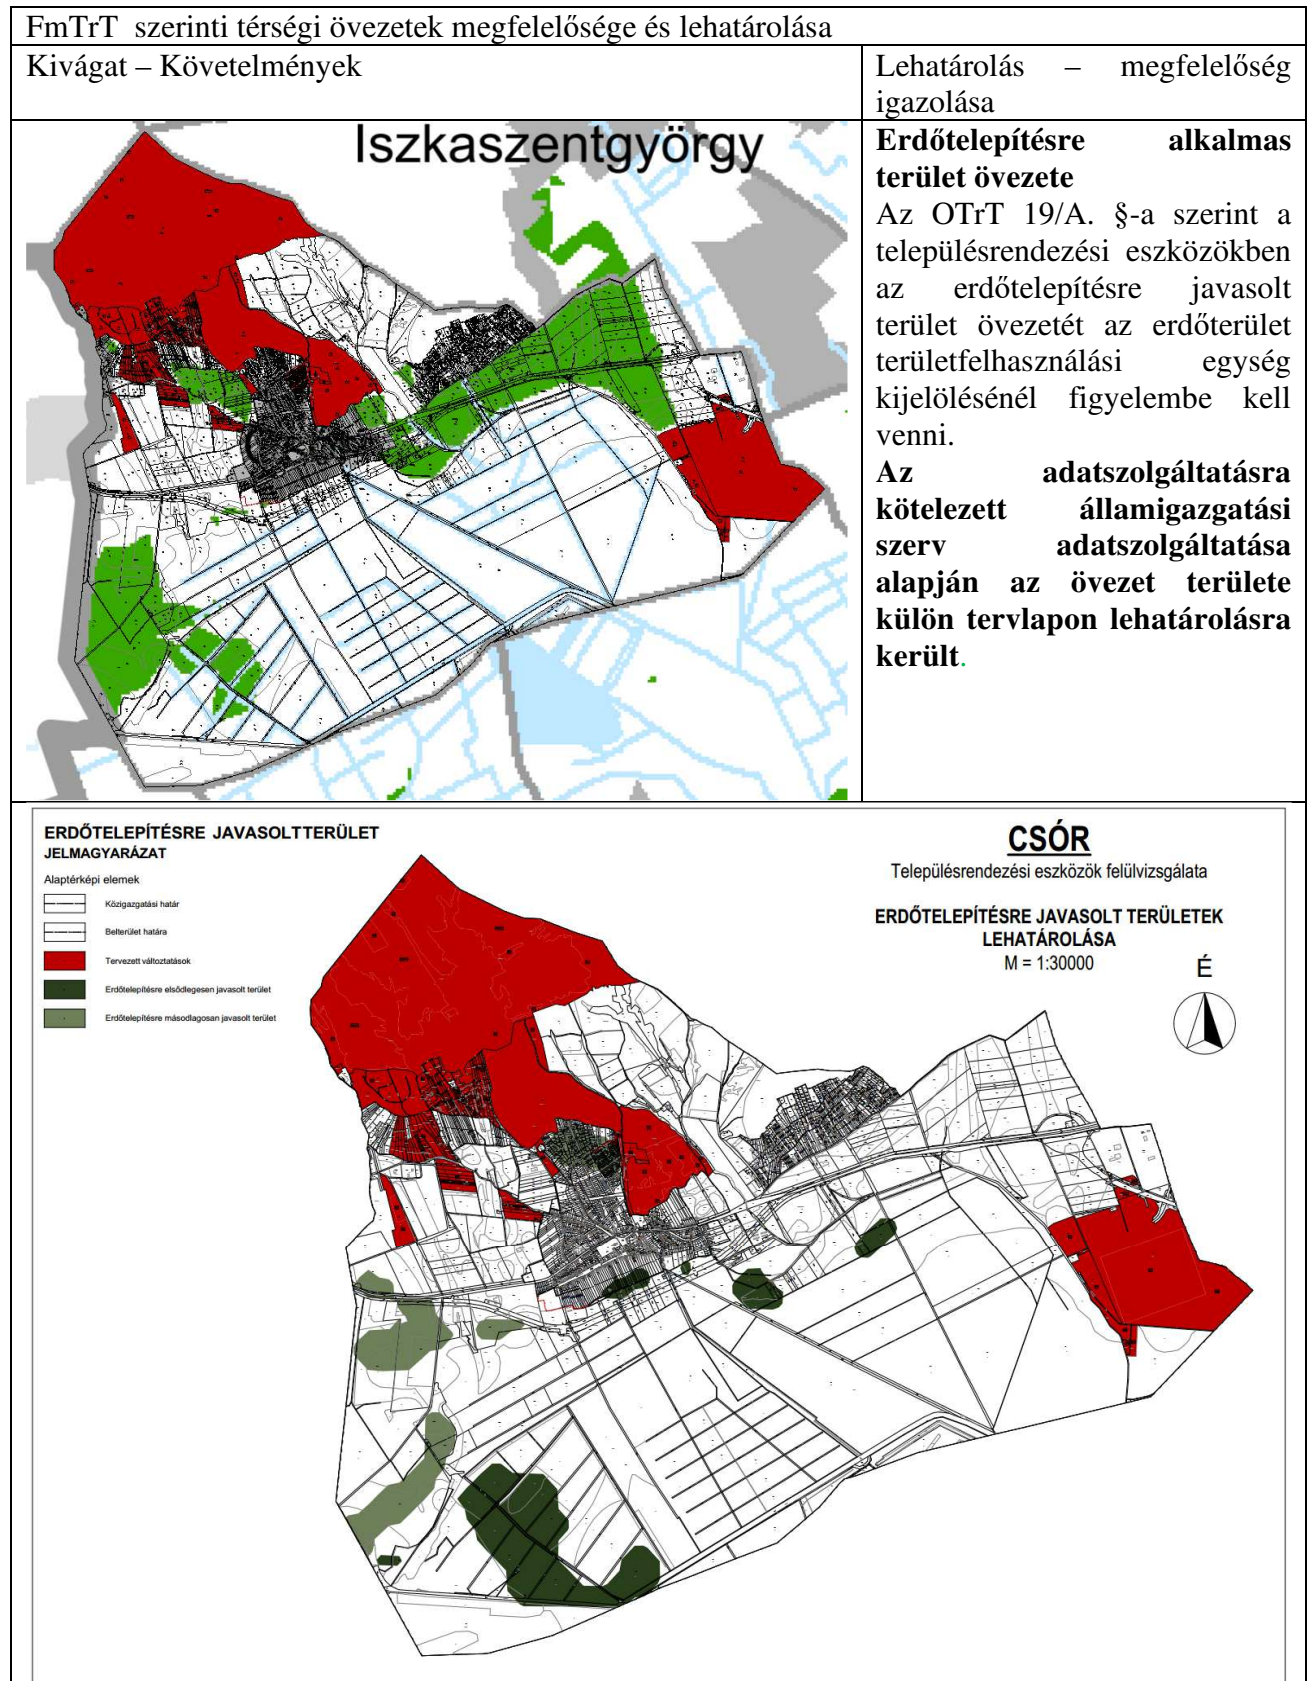 FmTrT szerinti térségi övezetek megfelelősége és lehatárolása
Kivágat – Követelmények
Lehatárolás – megfelelőség
igazolása
Iszkaszentgyörgy
Erdőtelepítésre alkalmas
terület övezete
Az OTrT 19/A. §-a szerint a
településrendezési eszközökben
az erdőtelepítésre javasolt
terület övezetét az erdőterület
területfelhasználási egység
kijelölésénél figyelembe kell
venni.
Az adatszolgáltatásra
kötelezett államigazgatási
szerv adatszolgáltatása
alapján az övezet területe
külön tervlapon lehatárolásra
került.
ERDŐTELEPÍTÉSRE JAVASOLTTERÜLET
JELMAGYARÁZAT
Alaptérképi elemek
Közigazgatási határ
Belterület határa
Tervezett változtatások
Erdőtelepítésre elsődlegesen javasolt terület
Erdőtelepítésre másodlagosan javasolt terület
CSÓR
Településrendezési eszközök felülvizsgálata
ERDŐTELEPÍTÉSRE JAVASOLT TERÜLETEK
LEHATÁROLÁSA
M = 1:30000
É